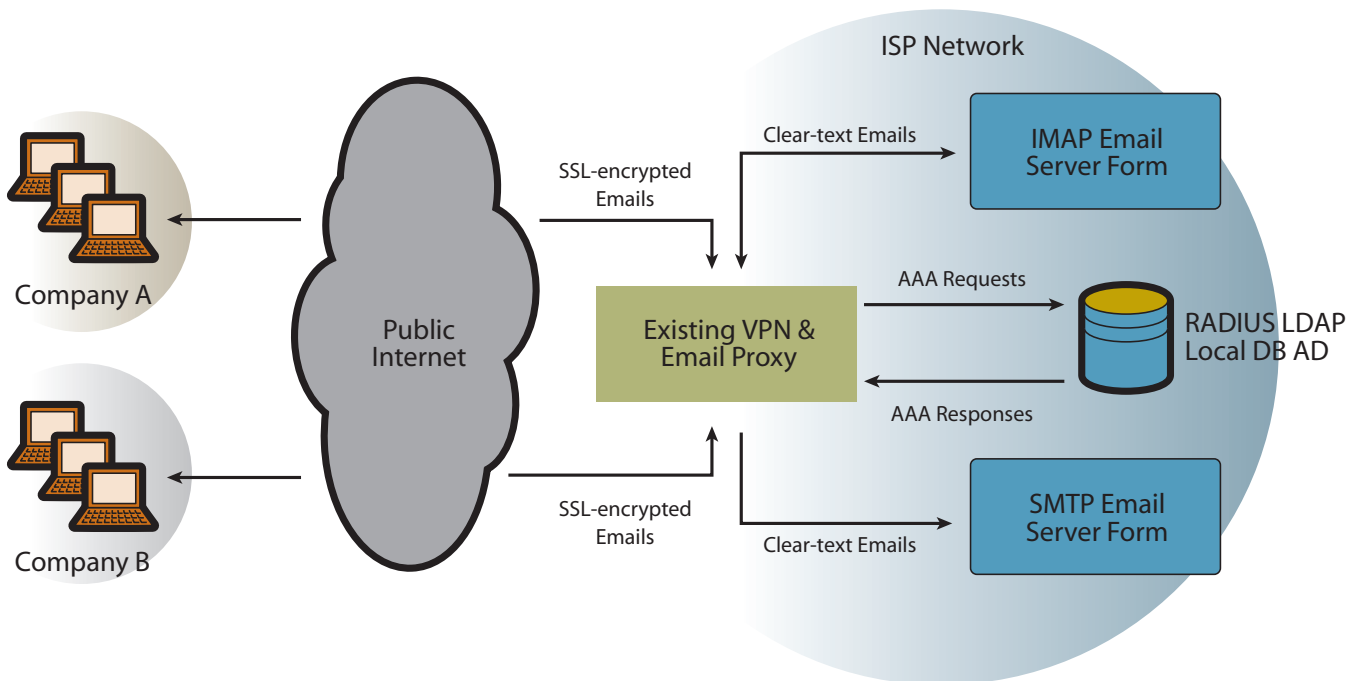 ISP Network
IMAP Email
Server Form
Clear-text Emails
SSL-encrypted
Emails
Company A
Public
Internet
Existing VPN &
Email Proxy
AAA Requests
RADIUS LDAP
Local DB AD
AAA Responses
SSL-encrypted
Emails
Clear-text Emails
SMTP Email
Server Form
Company B